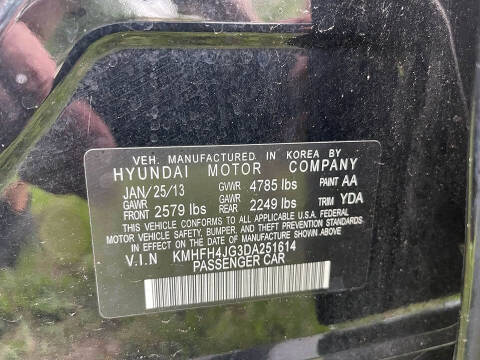 VEH. MANUFACTURED IN KOREA BY
HYUNDAI MOTOR COMPANY
JAN/25/13 GVWR 4785 lbs PAINT AA
GAWR FRONT 2579 lbs GAWR REAR 2249 lbs TRIM YDA
THIS VEHICLE CONFORMS TO ALL APPLICABLE U.S.A. FEDERAL
MOTOR VEHICLE SAFETY, BUMPER, AND THEFT PREVENTION STANDARDS
IN EFFECT ON THE DATE OF MANUFACTURE SHOWN ABOVE.
V.I.N KMHFH4JG3DA251614
PASSENGER CAR